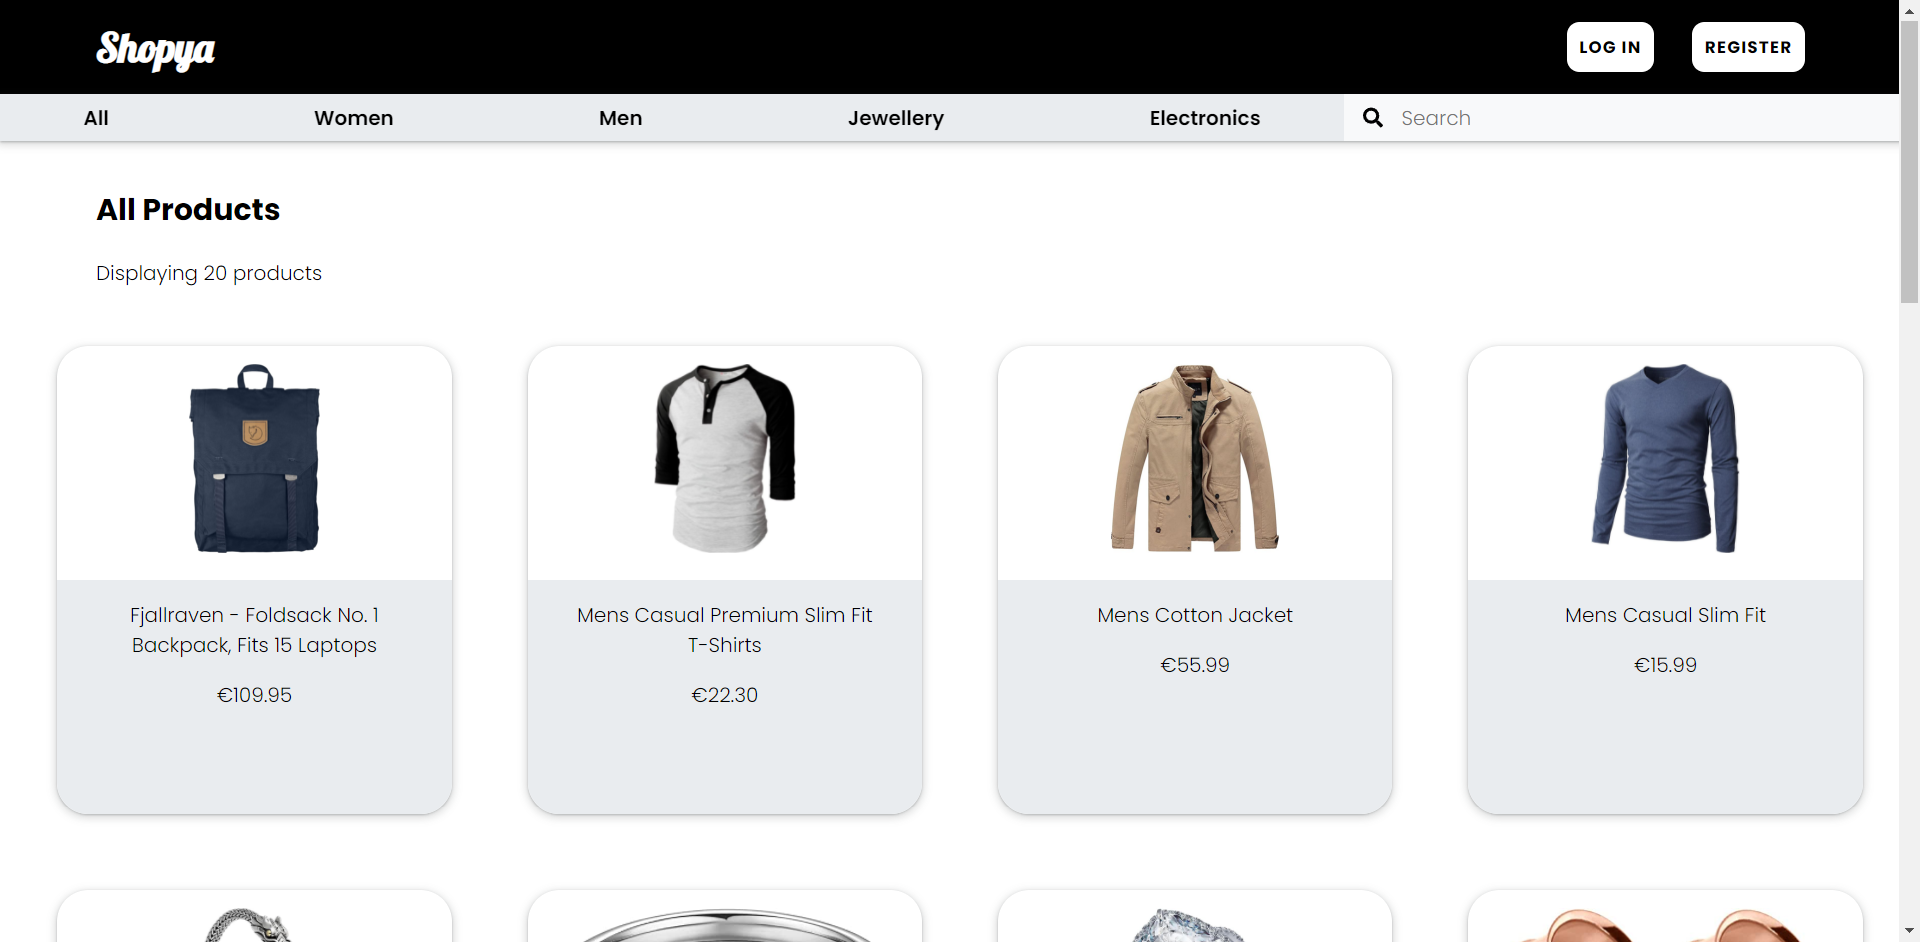 Shopya
LOG IN
REGISTER
All
Women
Men
Jewellery
Electronics
Search
All Products
Displaying 20 products
Fjallraven - Foldsack No. 1
Backpack, Fits 15 Laptops
€109.95
Mens Casual Premium Slim Fit
T-Shirts
€22.30
Mens Cotton Jacket
€55.99
Mens Casual Slim Fit
€15.99